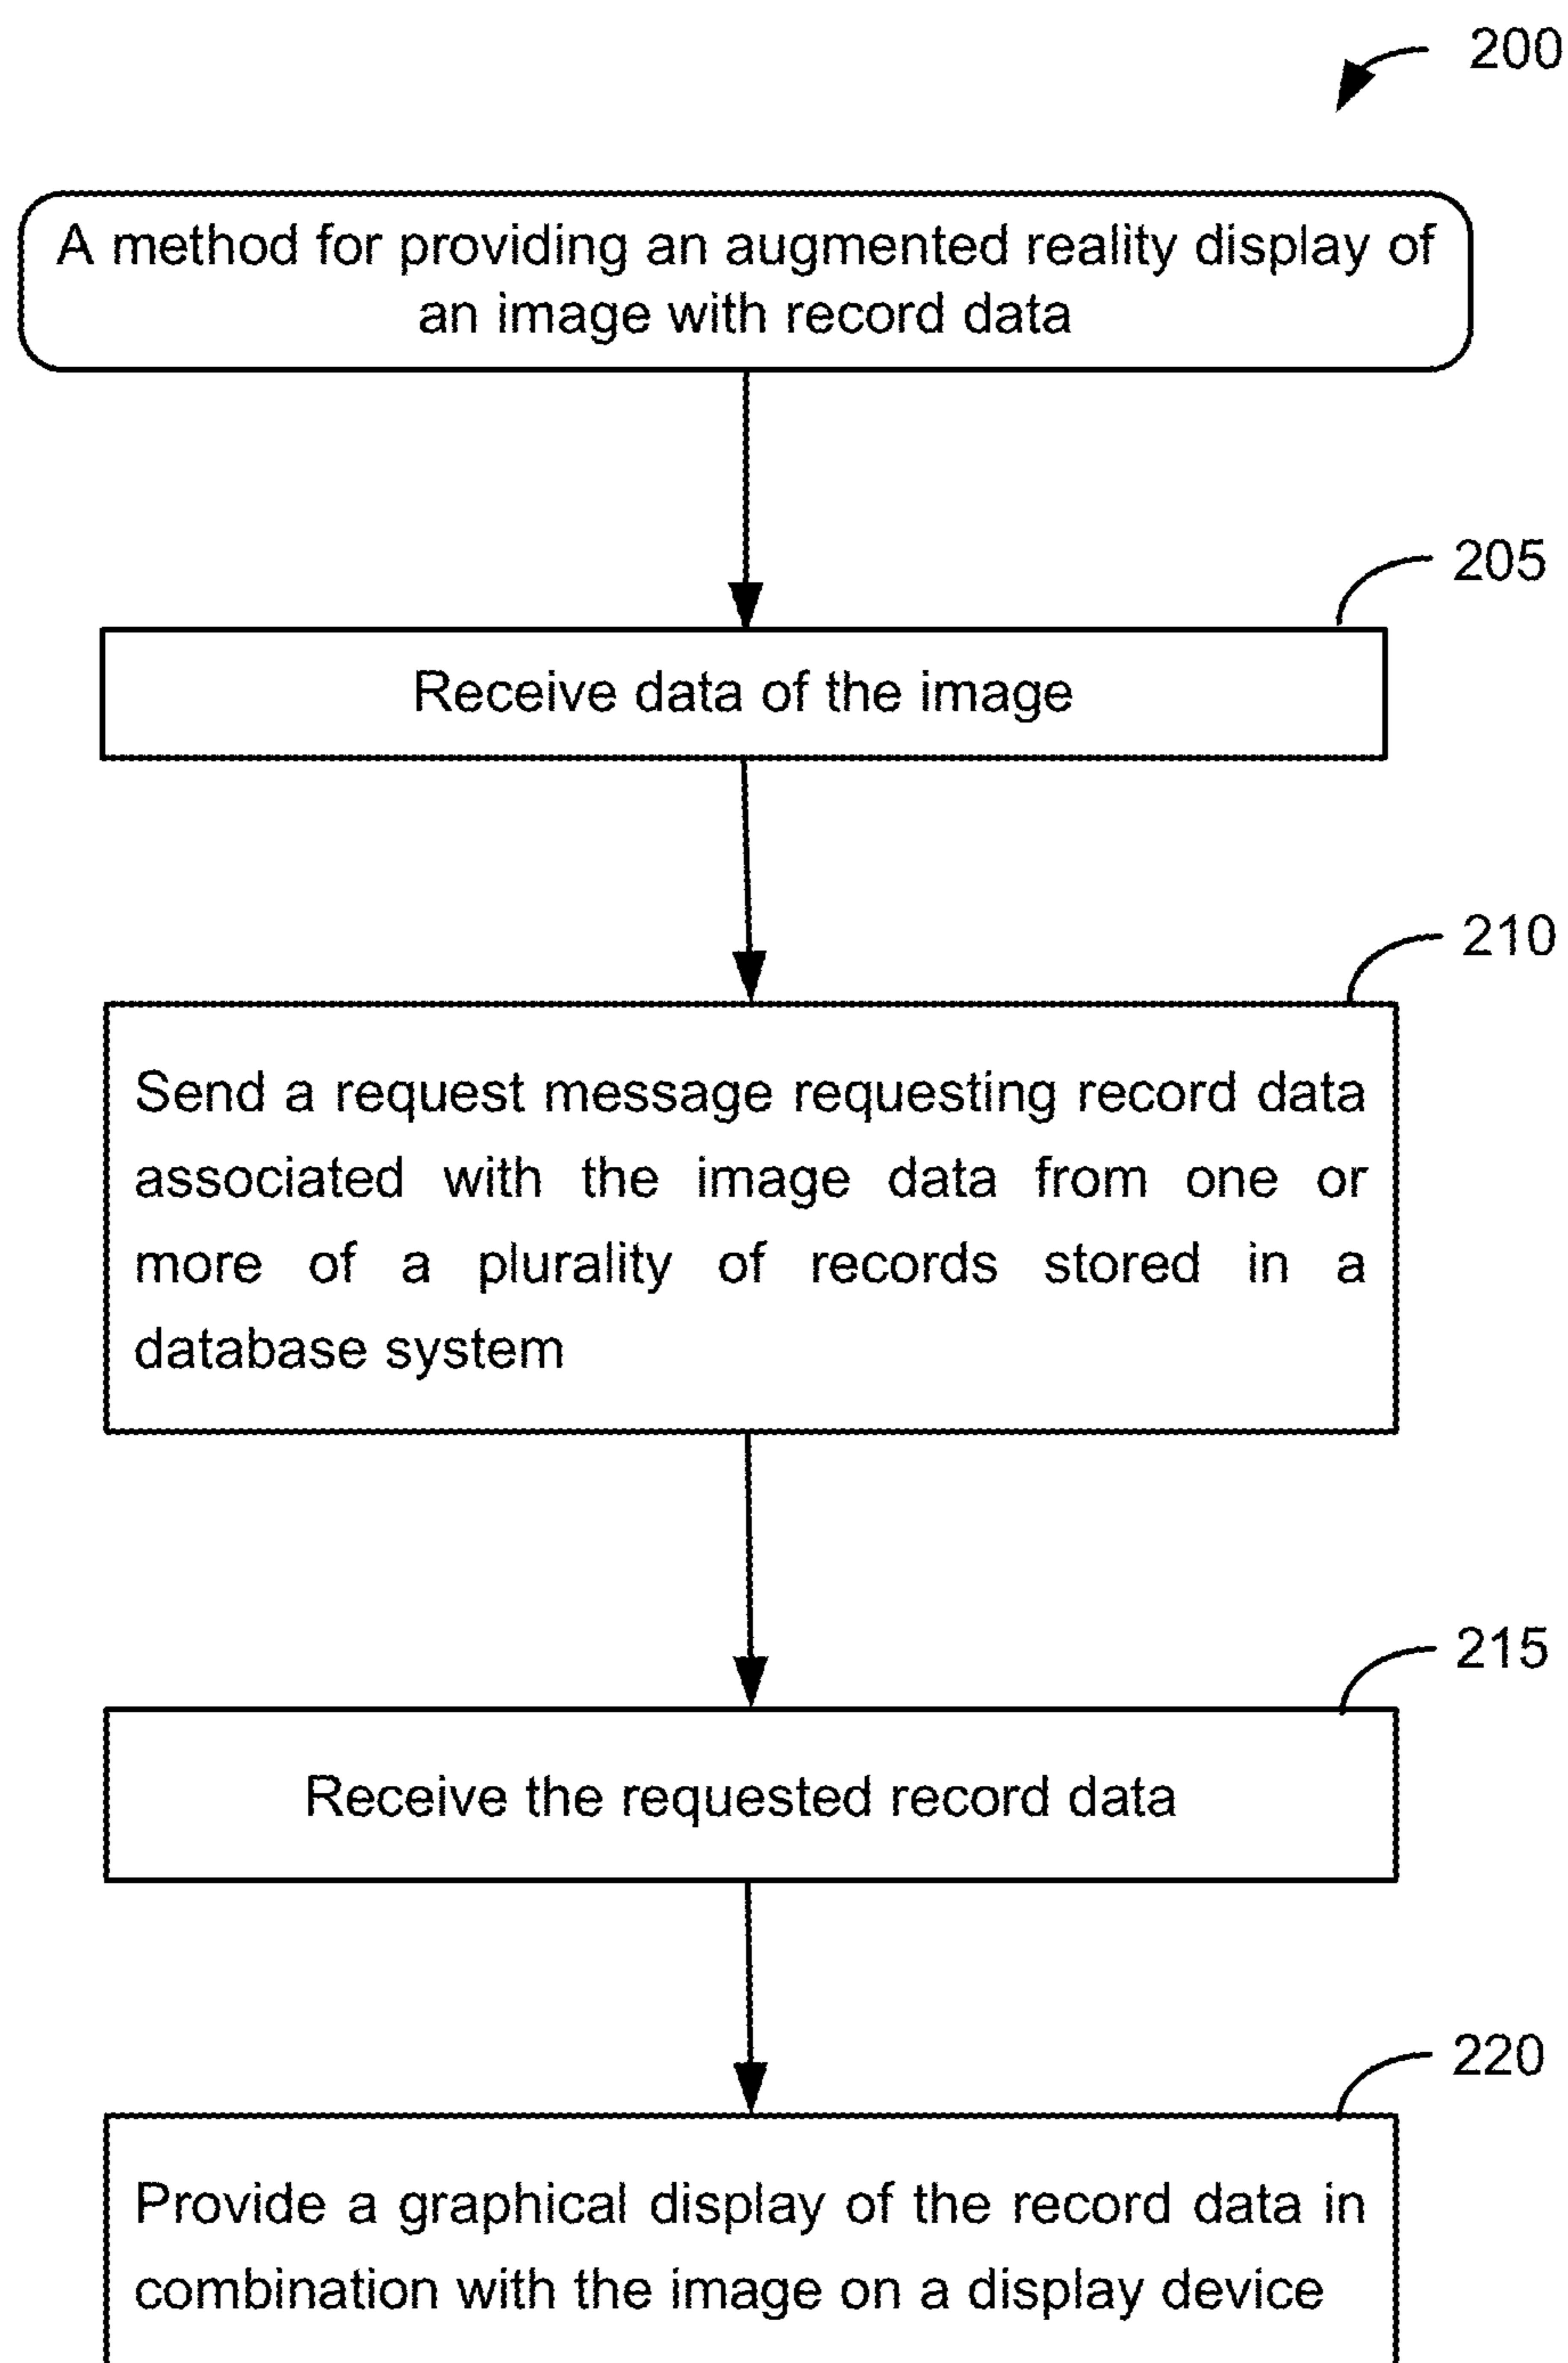 200
A method for providing an augmented reality display of
an image with record data
205
Receive data of the image
210
Send a request message requesting record data
associated with the image data from one or
more of a plurality of records stored in a
database system
215
Receive the requested record data
220
Provide a graphical display of the record data in
combination with the image on a display device